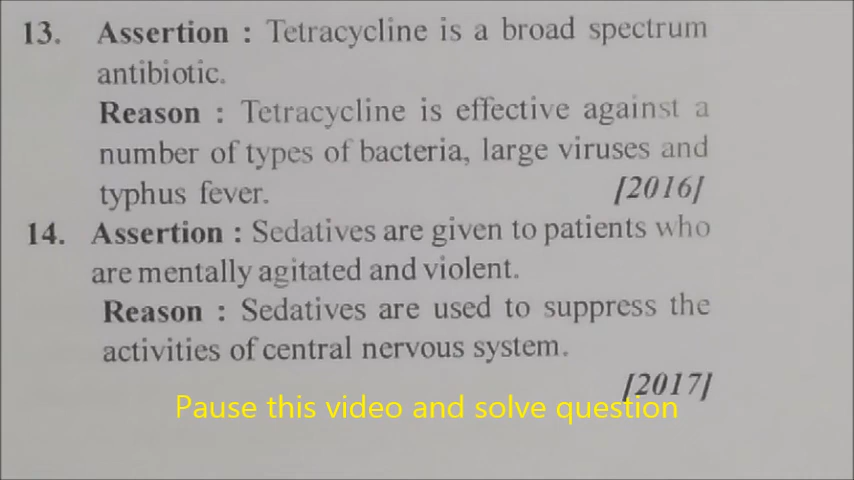 13. Assertion : Tetracycline is a broad spectrum
antibiotic.
Reason : Tetracycline is effective against a
number of types of bacteria, large viruses and
typhus fever. [2016]
14. Assertion : Sedatives are given to patients who
are mentally agitated and violent.
Reason : Sedatives are used to suppress the
activities of central nervous system.
[2017]
Pause this video and solve question